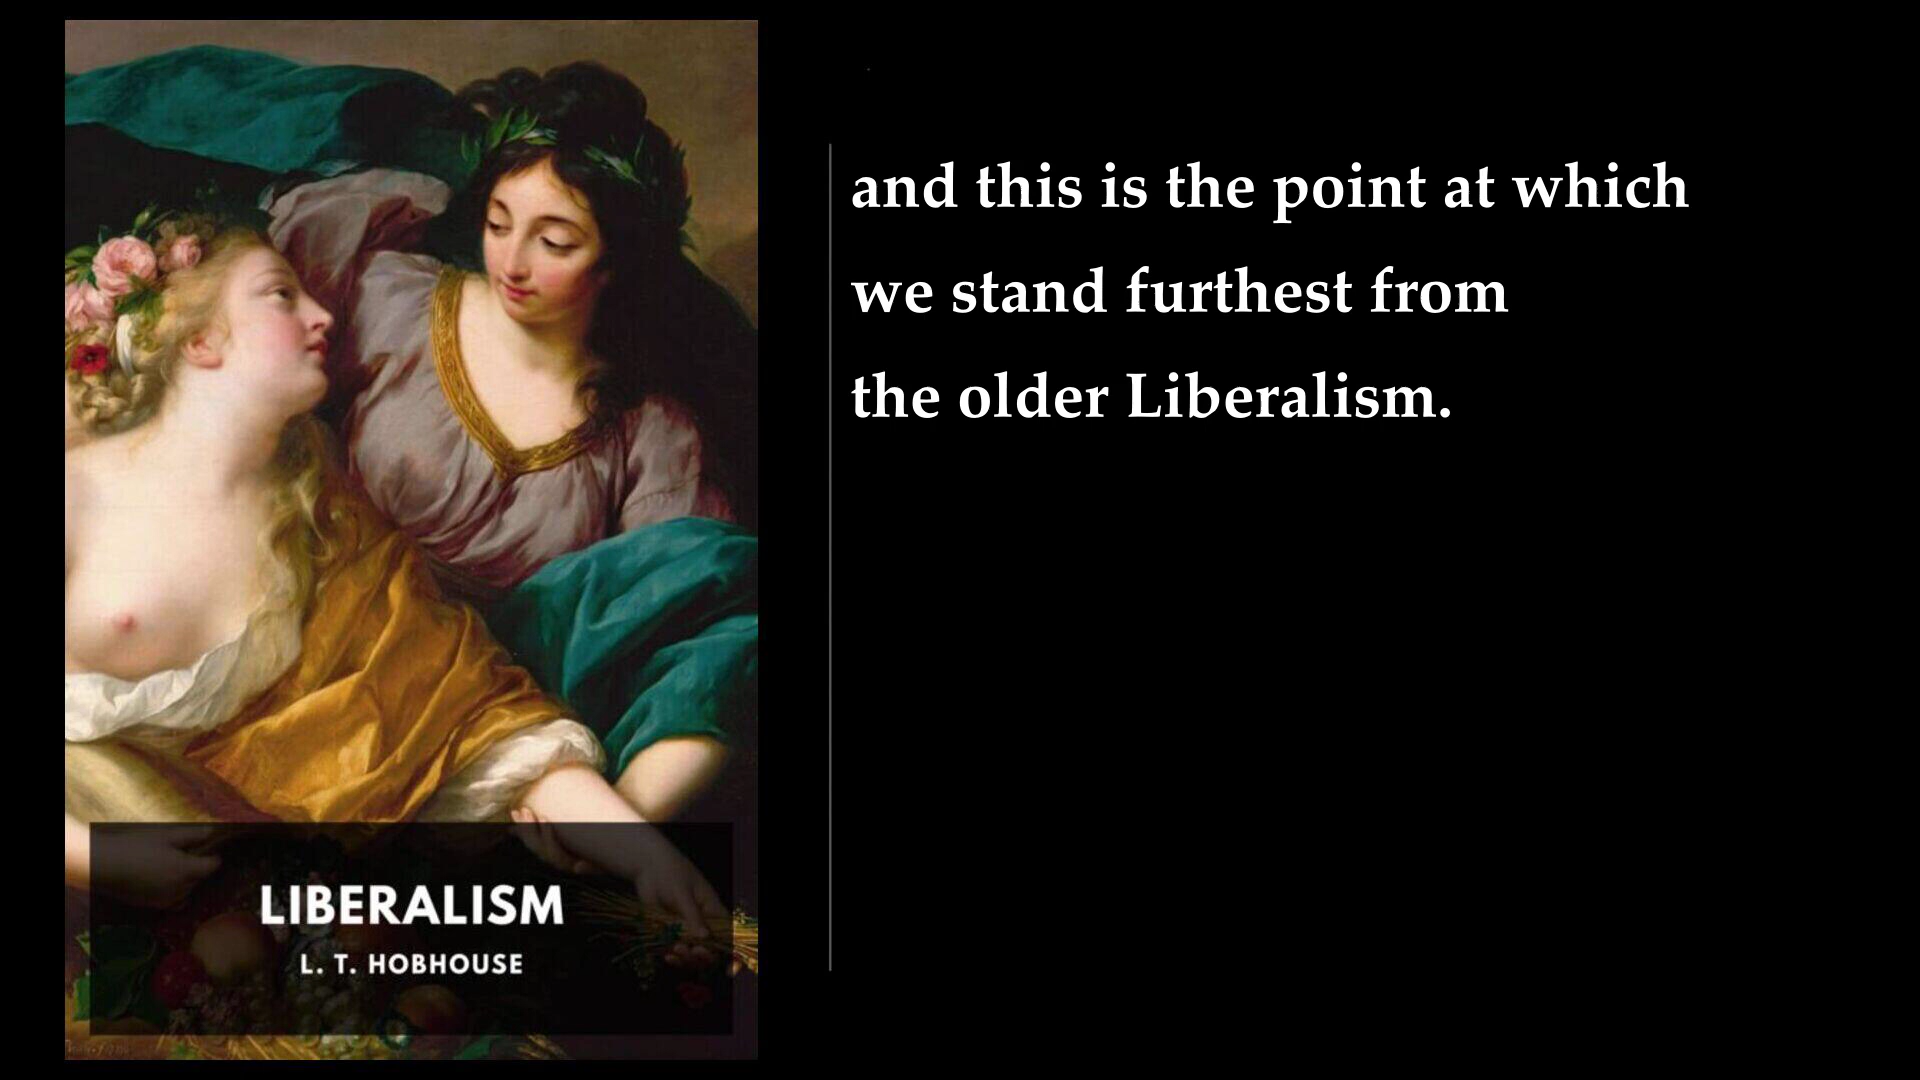 and this is the point at which
we stand furthest from
the older Liberalism.
LIBERALISM
L. T. HOBHOUSE